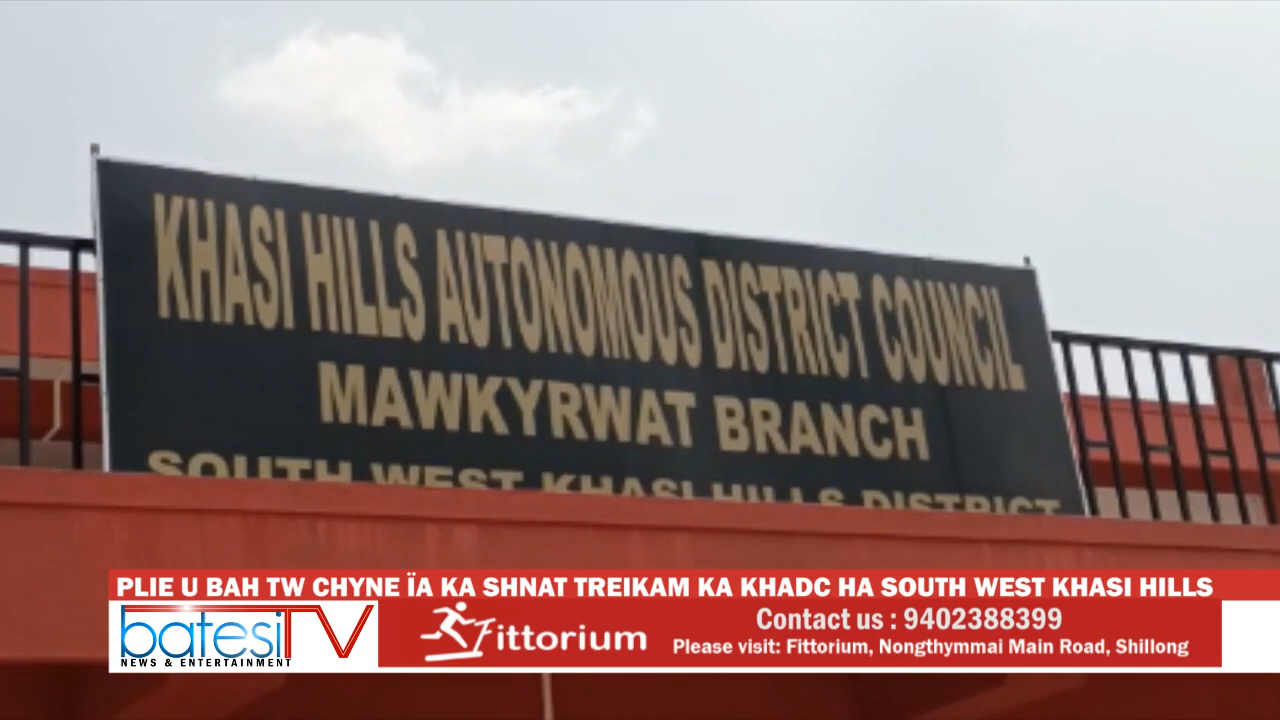 KHASI HILLS AUTONOMOUS DISTRICT COUNCIL
MAWKYRWAT BRANCH
SOUTH WEST KHASI HILLS DISTRICT
PLIE U BAH TW CHYNE ÏA KA SHNAT TREIKAM KA KHADC HA SOUTH WEST KHASI HILLS
batesi TV
NEWS & ENTERTAINMENT
Fittorium
Contact us : 9402388399
Please visit: Fittorium, Nongthymmai Main Road, Shillong